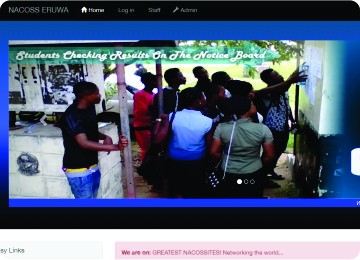 NACOSS ERUWA Home Log in Staff Admin
Students Checking Results On The Notice Board
sy Links
We are on: GREATEST NACOSSITES! Networking the world...